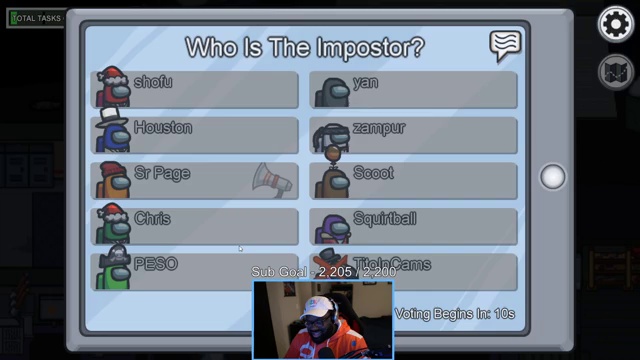 TOTAL TASKS
Who Is The Impostor?
shofu
yan
Houston
zampur
Sr Page
Scoot
Chris
Squirtball
PESO
TitoInCams
Sub Goal - 2,205 / 2,200
Voting Begins In: 10s